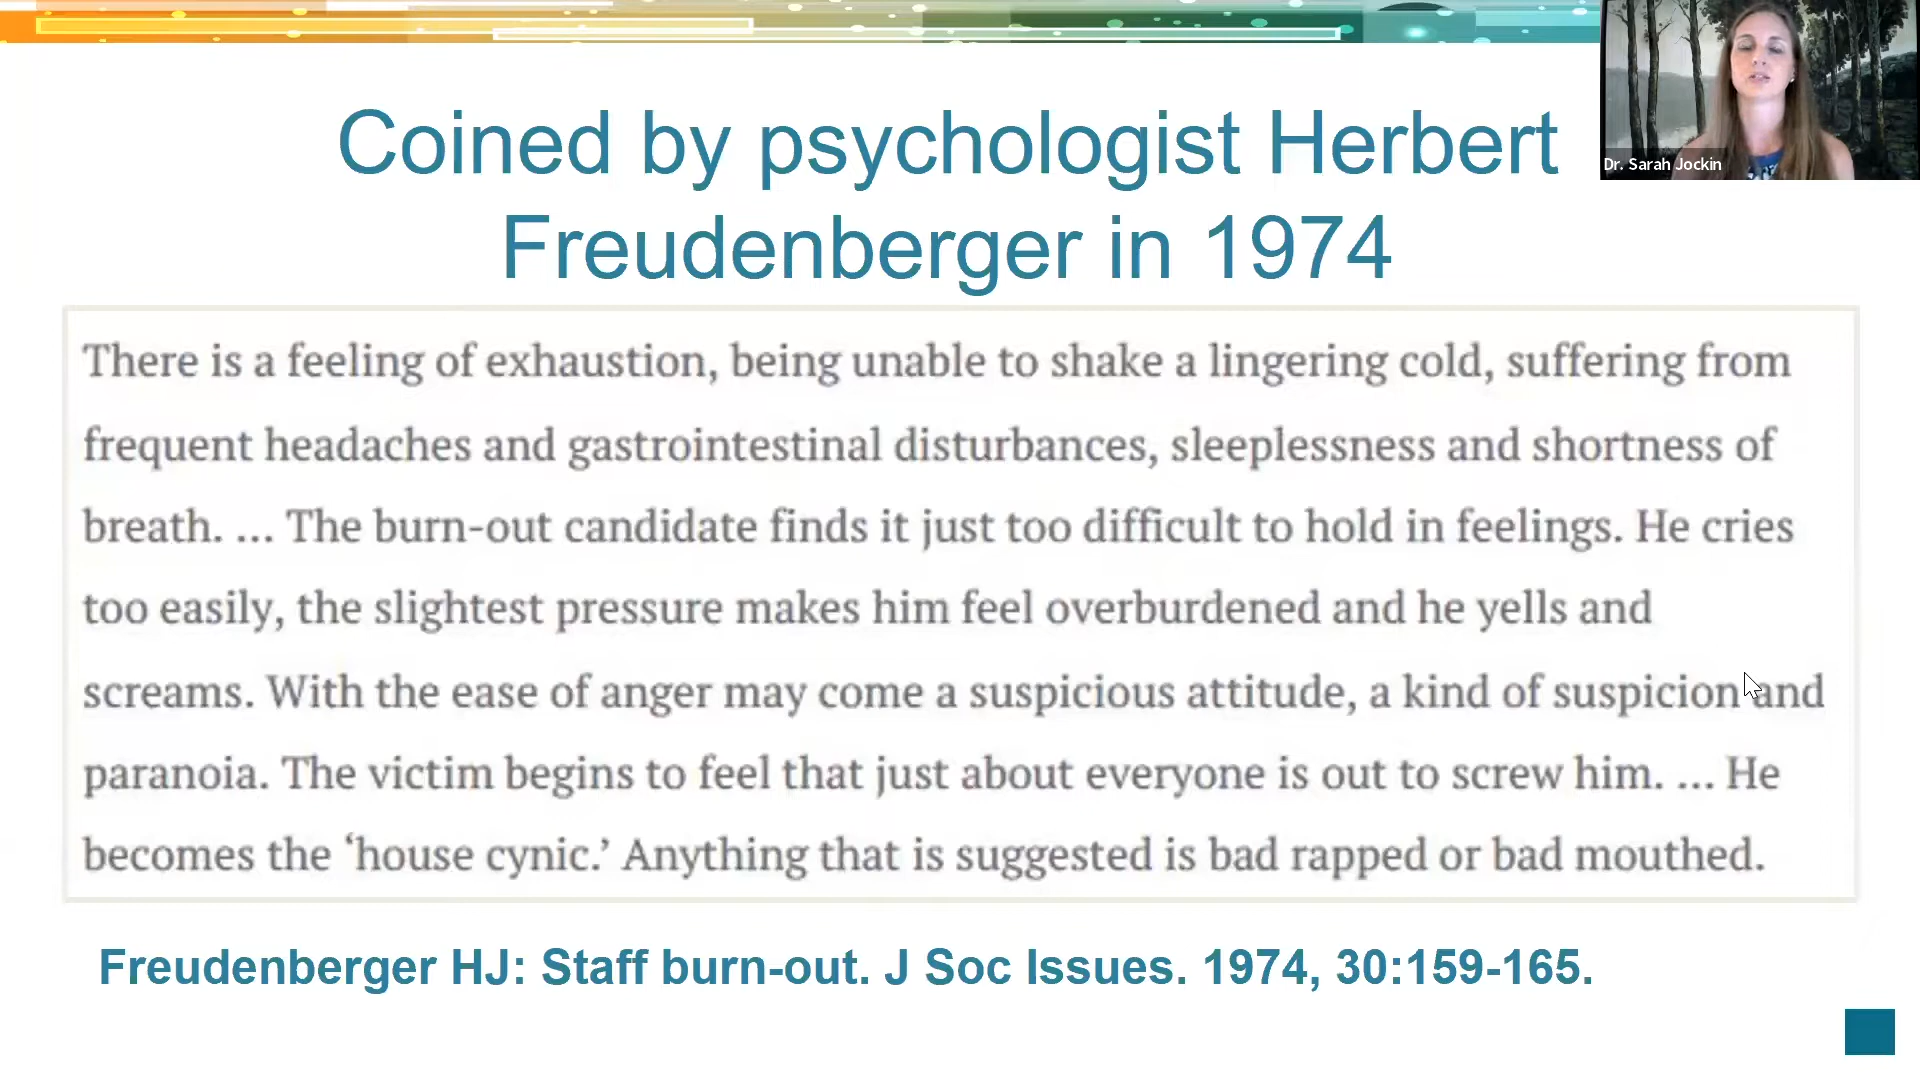 Coined by psychologist Herbert
Freudenberger in 1974
Dr. Sarah Jockin
There is a feeling of exhaustion, being unable to shake a lingering cold, suffering from
frequent headaches and gastrointestinal disturbances, sleeplessness and shortness of
breath. ... The burn-out candidate finds it just too difficult to hold in feelings. He cries
too easily, the slightest pressure makes him feel overburdened and he yells and
screams. With the ease of anger may come a suspicious attitude, a kind of suspicion and
paranoia. The victim begins to feel that just about everyone is out to screw him. ... He
becomes the ‘house cynic.’ Anything that is suggested is bad rapped or bad mouthed.
Freudenberger HJ: Staff burn-out. J Soc Issues. 1974, 30:159-165.